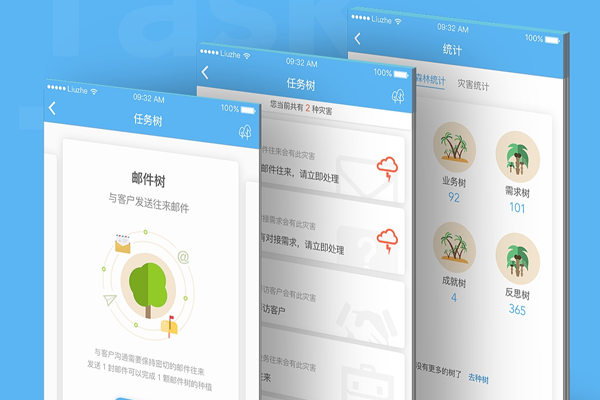 Task
Liuzhe
09:32 AM
100%
任务树
邮件树
与客户发送往来邮件
与客户沟通需要保持密切的邮件往来
发送 1 封邮件可以完成 1 颗邮件树的种植
Liuzhe
09:32 AM
100%
任务树
您当前共有 2 种灾害
件往来会有此灾害
邮件往来，请立即处理
接需求会有此灾害
有对接需求，请立即处理
访客户会有此灾害
访客户
务往来会有此灾害
来
Liuzhe
09:32 AM
100%
统计
森林统计
灾害统计
业务树
92
需求树
101
成就树
4
反思树
365
没有更多的树了 去种树